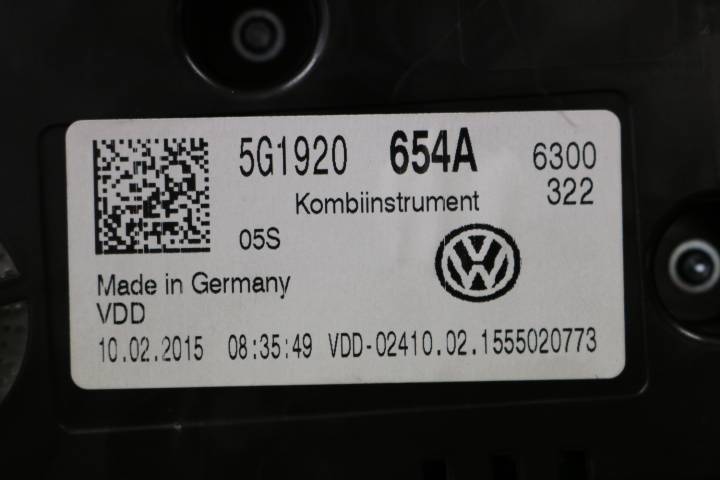 5G1920 654A 6300
Kombiinstrument 322
05S
Made in Germany
VDD
10.02.2015 08:35:49 VDD-02410.02.1555020773